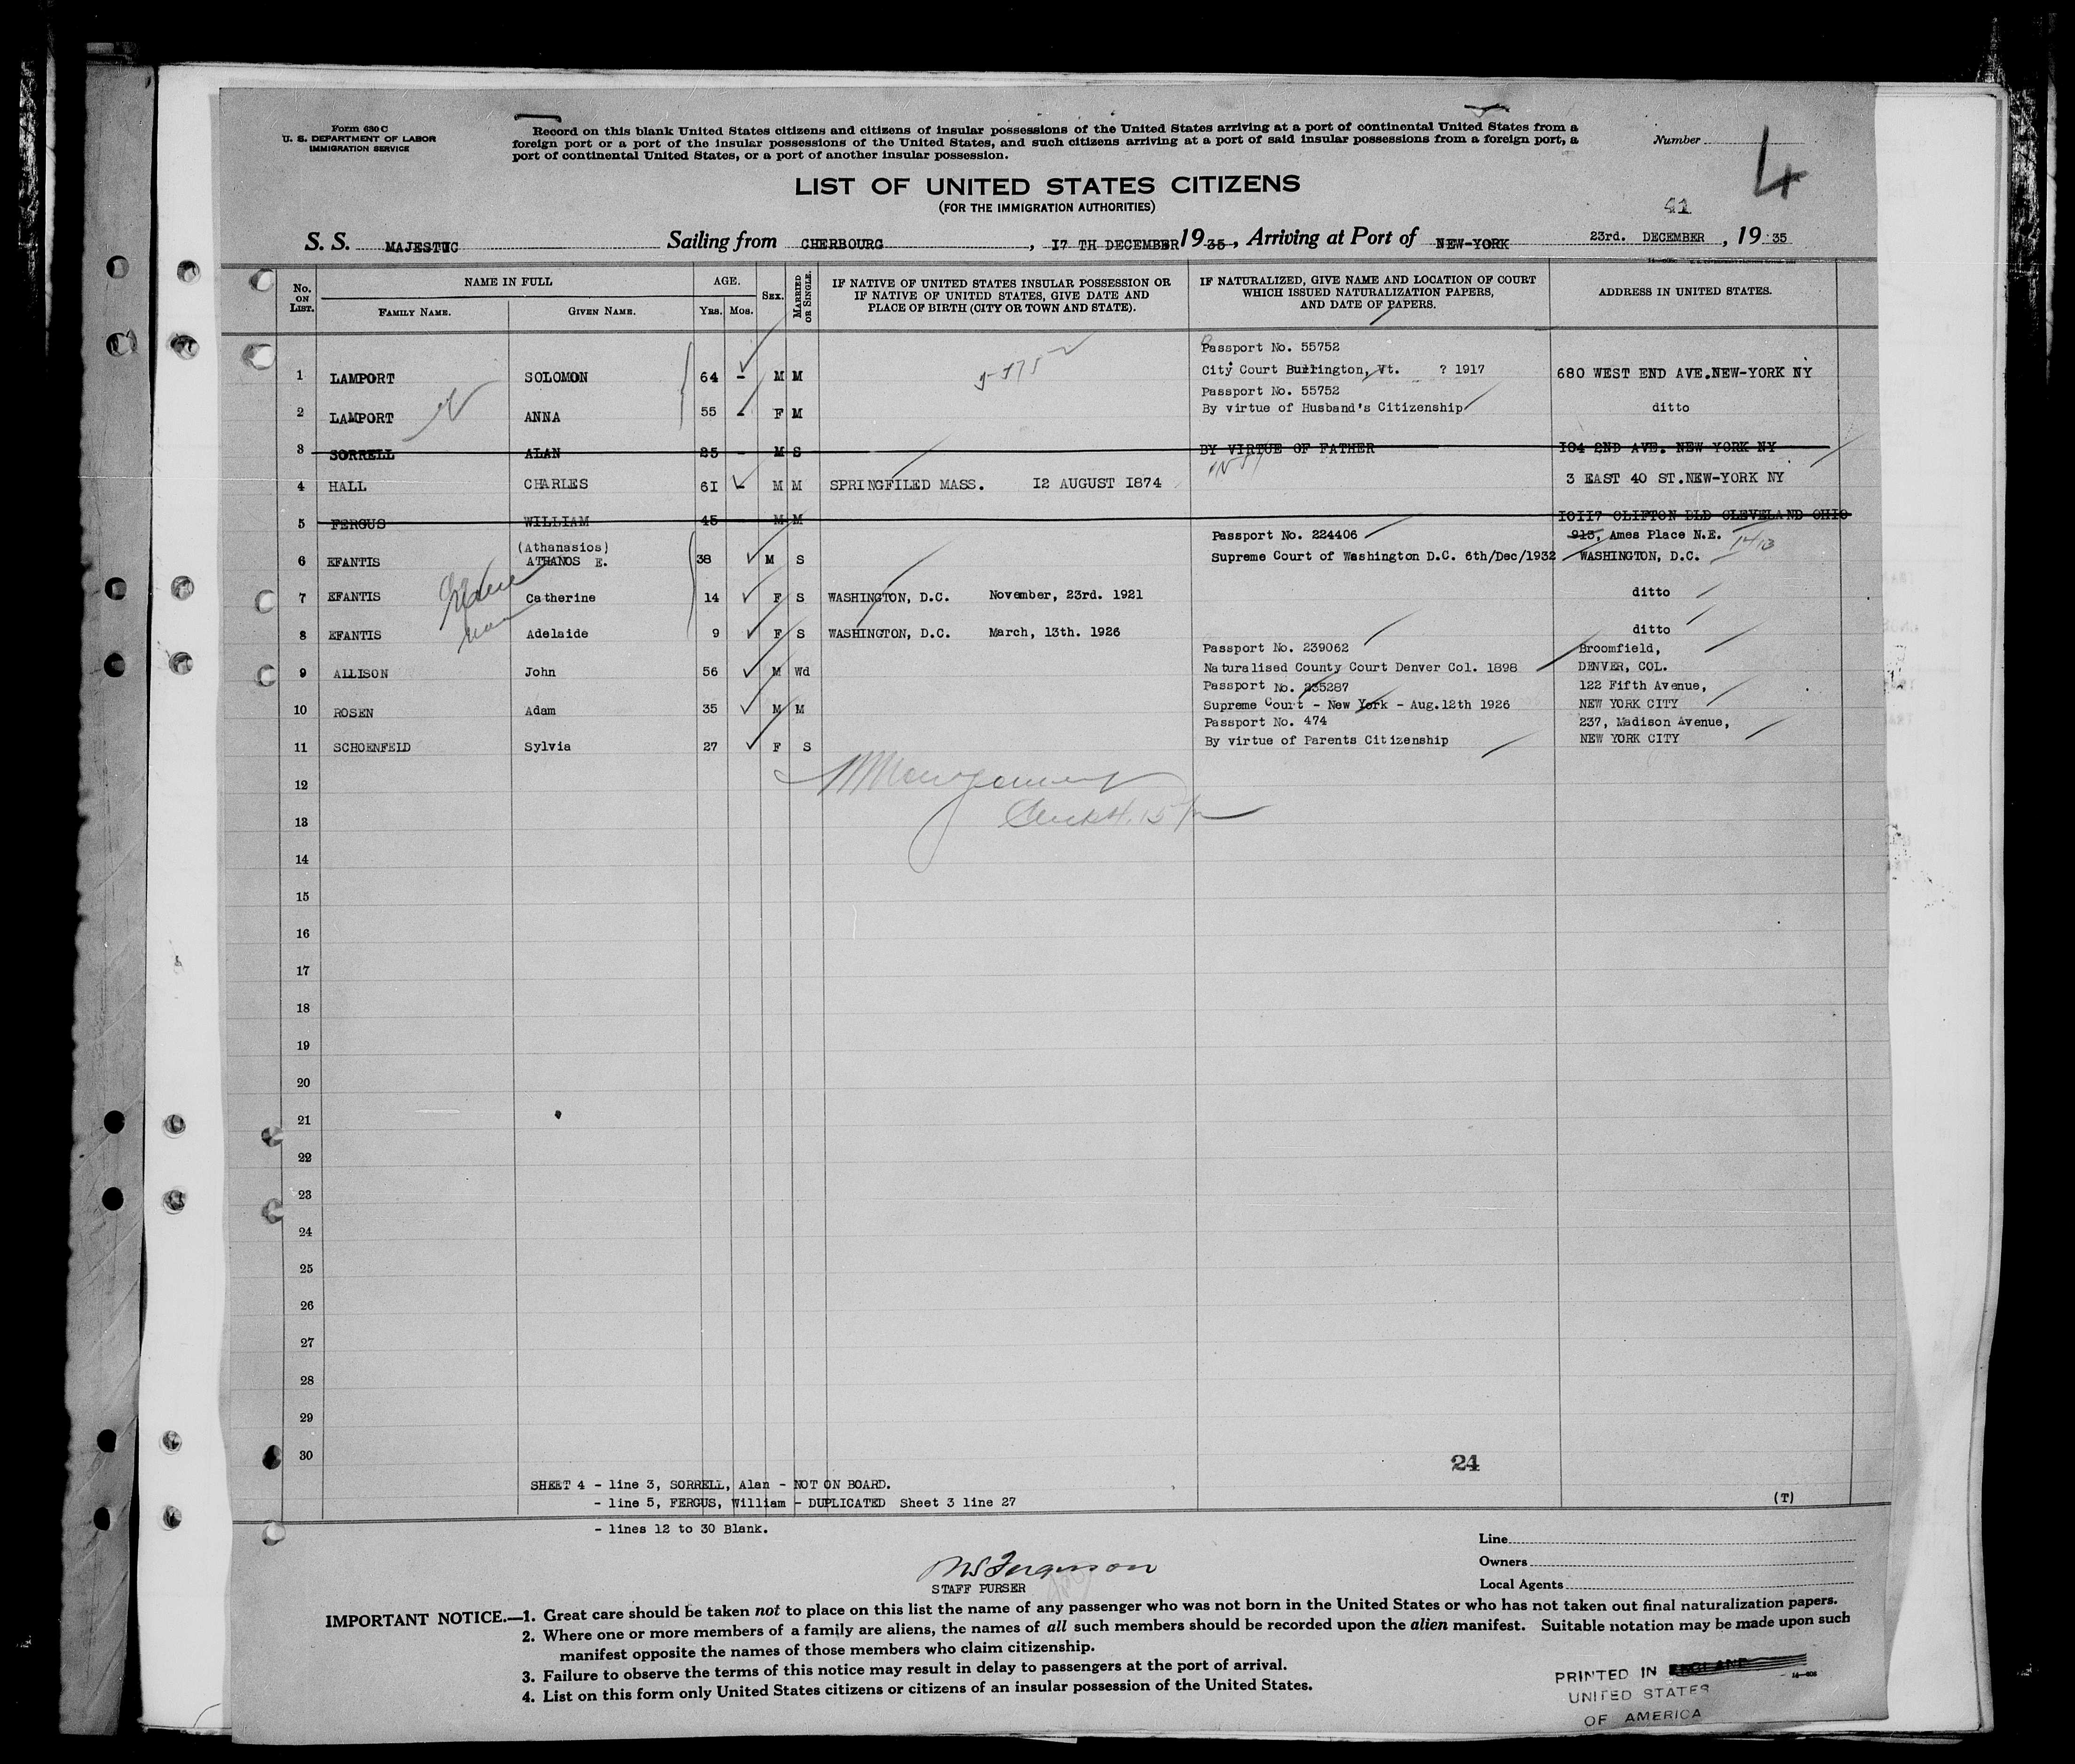 Form 630 C
U. S. DEPARTMENT OF LABOR
IMMIGRATION SERVICE
Record on this blank United States citizens and citizens of insular possessions of the United States arriving at a port of continental United States from a
foreign port or a port of the insular possessions of the United States, and such citizens arriving at a port of said insular possessions from a foreign port, a
port of continental United States, or a port of another insular possession.
Number
4
LIST OF UNITED STATES CITIZENS
(FOR THE IMMIGRATION AUTHORITIES)
41
S. S. MAJESTIC Sailing from CHERBOURG, I7 TH DECEMBER 19 35, Arriving at Port of NEW-YORK 23rd. DECEMBER, 19 35
No. ON LIST. NAME IN FULL AGE. SEX. MARRIED OR SINGLE. IF NATIVE OF UNITED STATES INSULAR POSSESSION OR IF NATIVE OF UNITED STATES, GIVE DATE AND PLACE OF BIRTH (CITY OR TOWN AND STATE). IF NATURALIZED, GIVE NAME AND LOCATION OF COURT WHICH ISSUED NATURALIZATION PAPERS, AND DATE OF PAPERS. ADDRESS IN UNITED STATES.
FAMILY NAME. GIVEN NAME. YRS. MOS.
Passport No. 55752
1 LAMPORT SOLOMON 64 - M M City Court Burlington, Vt. ? 1917 680 WEST END AVE.NEW-YORK NY
Passport No. 55752
2 LAMPORT ANNA 55 - F M By virtue of Husband's Citizenship ditto
3 SORRELL ALAN 25 - M S BY VIRTUE OF FATHER I04 2ND AVE. NEW YORK NY
4 HALL CHARLES 6I - M M SPRINGFILED MASS. I2 AUGUST I874 3 EAST 40 ST.NEW-YORK NY
5 FERGUS WILLIAM 45 - M M I0II7 CLIFTON BLD CLEVELAND OHIO
(Athanasios) Passport No. 224406 915, Ames Place N.E. 1413
6 EFANTIS ATHANOS E. 38 M S Supreme Court of Washington D.C. 6th/Dec/1932 WASHINGTON, D.C.
7 EFANTIS Catherine 14 F S WASHINGTON, D.C. November, 23rd. 1921 ditto
8 EFANTIS Adelaide 9 F S WASHINGTON, D.C. March, 13th. 1926 ditto
Passport No. 239062 Broomfield,
9 ALLISON John 56 M Wd Naturalised County Court Denver Col. 1898 DENVER, COL.
Passport No. 235287 122 Fifth Avenue,
10 ROSEN Adam 35 M M Supreme Court - New York - Aug.12th 1926 NEW YORK CITY
Passport No. 474 237, Madison Avenue,
11 SCHOENFELD Sylvia 27 F S By virtue of Parents Citizenship NEW YORK CITY
12
13
14
15
16
17
18
19
20
21
22
23
24
25
26
27
28
29
30
24
SHEET 4 - line 3, SORRELL, Alan - NOT ON BOARD.
- line 5, FERGUS, William - DUPLICATED Sheet 3 line 27
(T)
- lines 12 to 30 Blank.
Line
Owners
Local Agents
STAFF PURSER
IMPORTANT NOTICE.—1. Great care should be taken not to place on this list the name of any passenger who was not born in the United States or who has not taken out final naturalization papers.
2. Where one or more members of a family are aliens, the names of all such members should be recorded upon the alien manifest. Suitable notation may be made upon such
manifest opposite the names of those members who claim citizenship.
3. Failure to observe the terms of this notice may result in delay to passengers at the port of arrival.
4. List on this form only United States citizens or citizens of an insular possession of the United States.
PRINTED IN ENGLAND
UNITED STATES
OF AMERICA